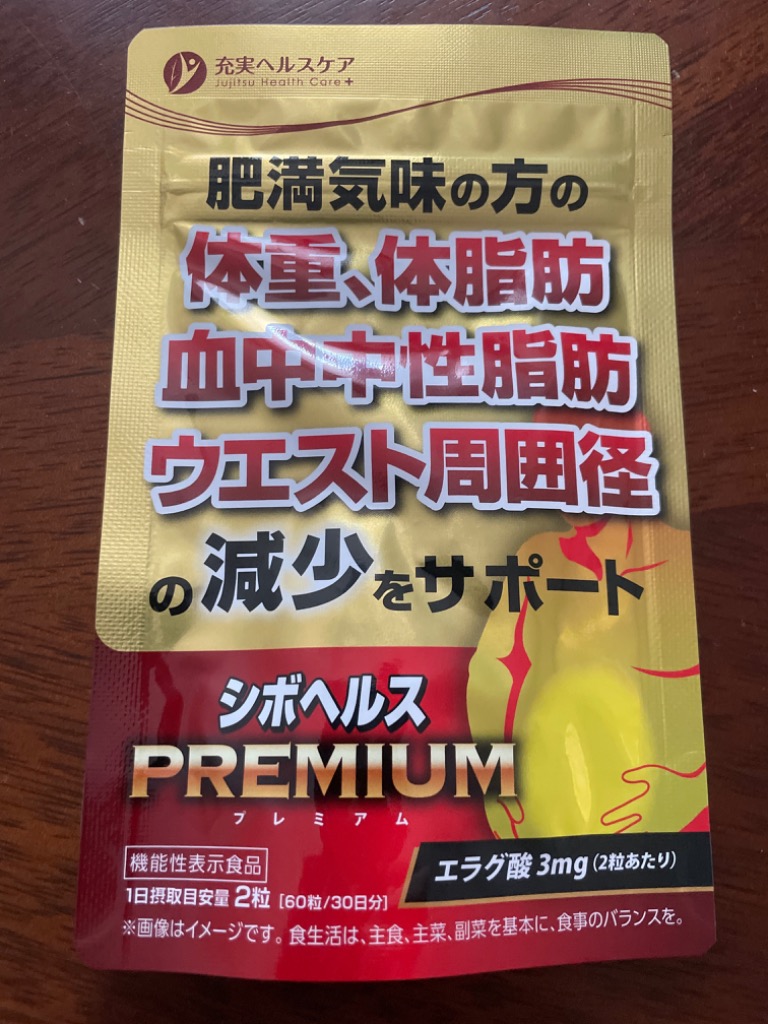 充実ヘルスケア
Jujitsu Health Care+
肥満気味の方の
体重、体脂肪
血中中性脂肪
ウエスト周囲径
の減少をサポート
シボヘルス
PREMIUM
プレミアム
機能性表示食品
エラグ酸 3mg (2粒あたり)
1日摂取目安量 2粒 [60粒/30日分]
※画像はイメージです。食生活は、主食、主菜、副菜を基本に、食事のバランスを。